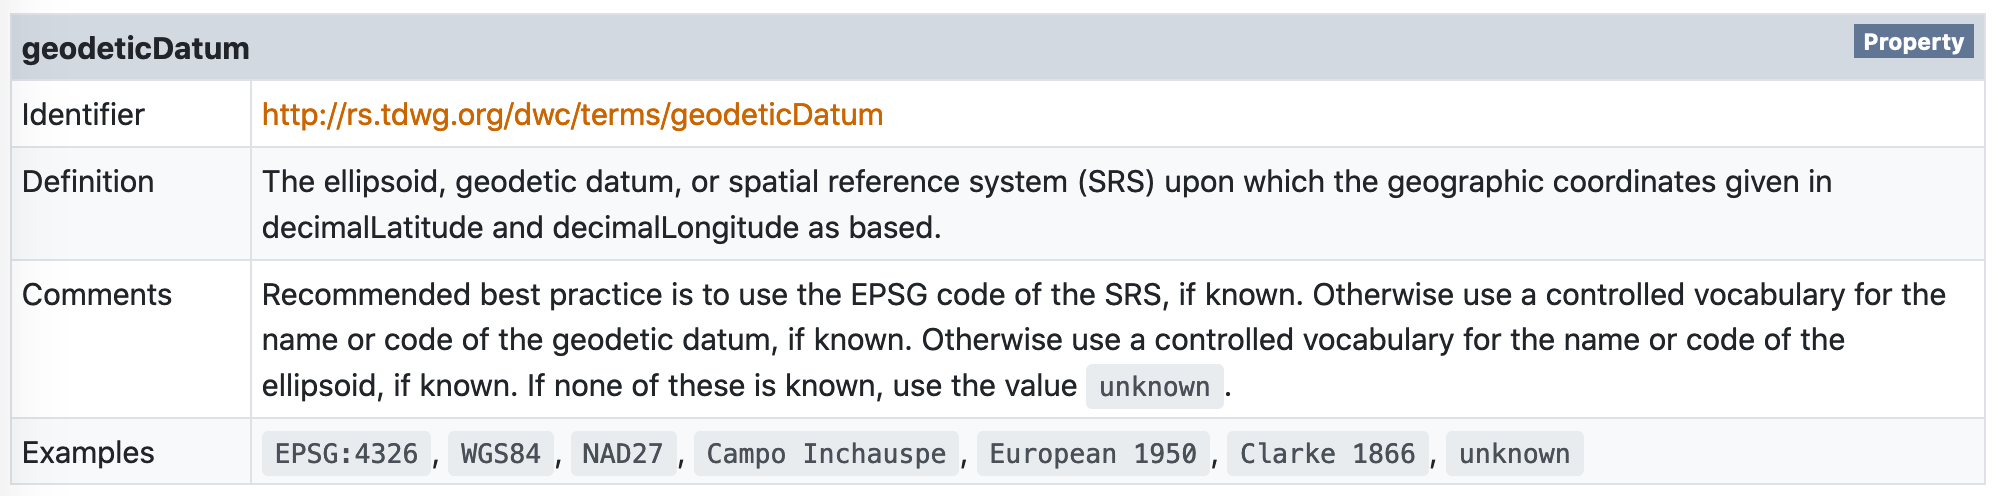 geodeticDatum Property
Identifier http://rs.tdwg.org/dwc/terms/geodeticDatum
Definition The ellipsoid, geodetic datum, or spatial reference system (SRS) upon which the geographic coordinates given in
decimalLatitude and decimalLongitude as based.
Comments Recommended best practice is to use the EPSG code of the SRS, if known. Otherwise use a controlled vocabulary for the
name or code of the geodetic datum, if known. Otherwise use a controlled vocabulary for the name or code of the
ellipsoid, if known. If none of these is known, use the value unknown.
Examples EPSG:4326, WGS84, NAD27, Campo Inchauspe, European 1950, Clarke 1866, unknown